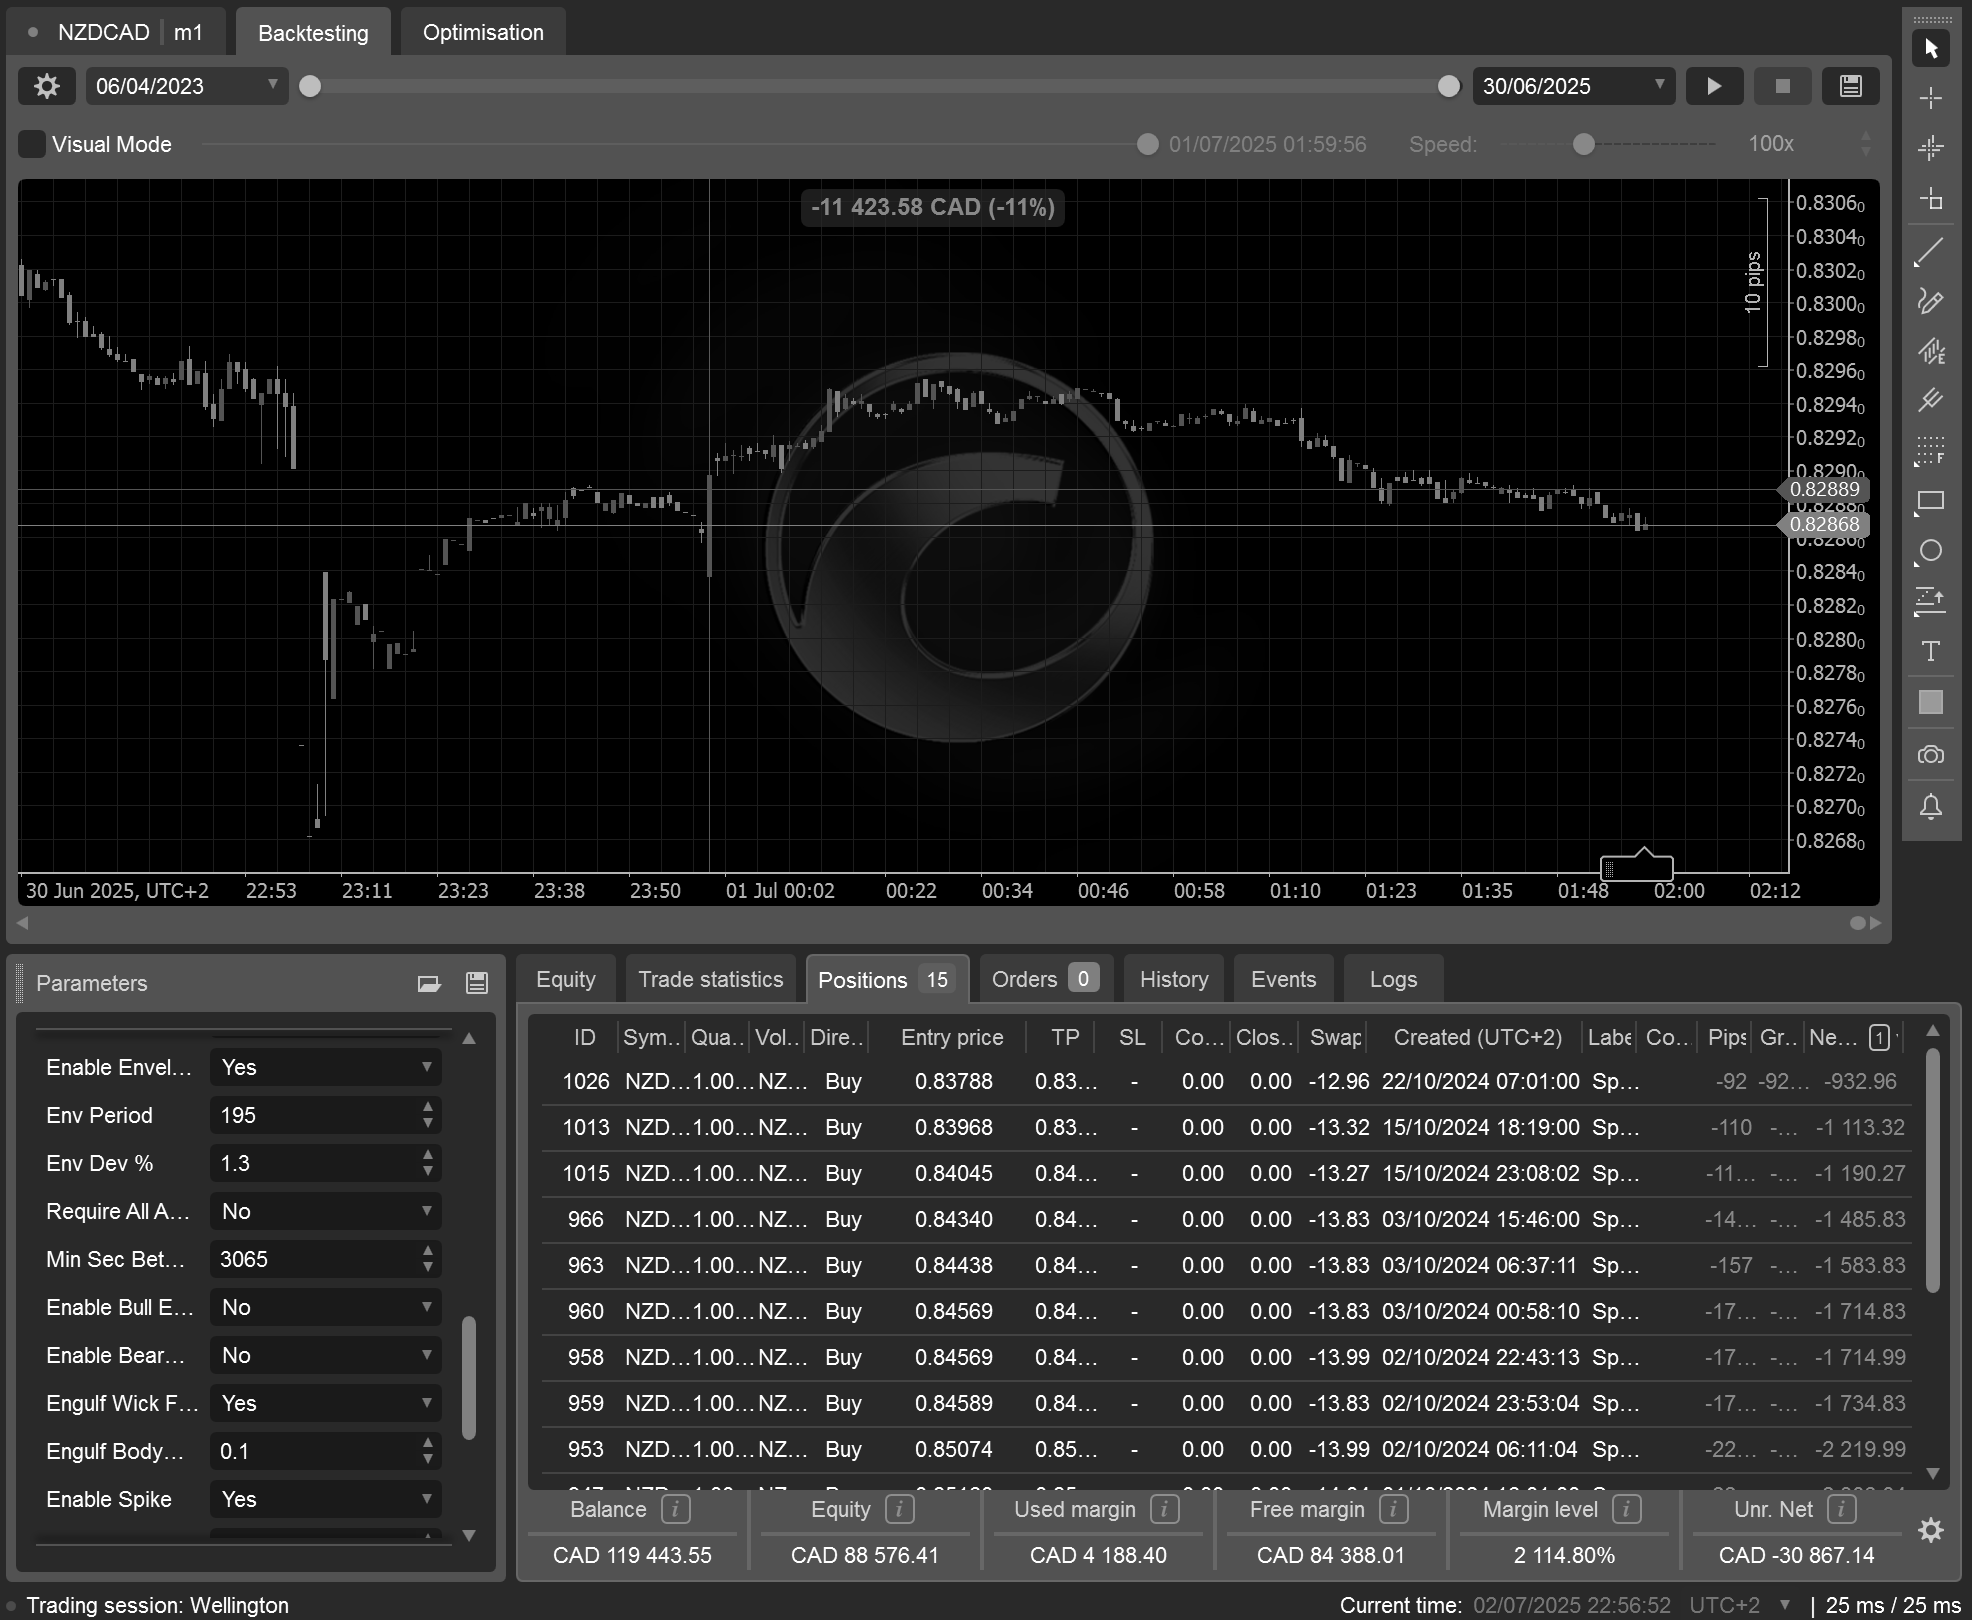 NZDCAD m1 Backtesting Optimisation
06/04/2023 30/06/2025
Visual Mode 01/07/2025 01:59:56 Speed: 100x
-11 423.58 CAD (-11%)
10 pips
0.83060
0.83040
0.83020
0.83000
0.82980
0.82960
0.82940
0.82920
0.82900
0.82889
0.82868
0.82860
0.82840
0.82820
0.82800
0.82780
0.82760
0.82740
0.82720
0.82700
0.82680
30 Jun 2025, UTC+2 22:53 23:11 23:23 23:38 23:50 01 Jul 00:02 00:22 00:34 00:46 00:58 01:10 01:23 01:35 01:48 02:00 02:12
Parameters
Enable Envel... Yes
Env Period 195
Env Dev % 1.3
Require All A... No
Min Sec Bet... 3065
Enable Bull E... No
Enable Bear... No
Engulf Wick F... Yes
Engulf Body... 0.1
Enable Spike Yes
Equity Trade statistics Positions 15 Orders 0 History Events Logs
ID Sym.. Qua.. Vol.. Dire.. Entry price TP SL Co... Clos.. Swap Created (UTC+2) Labe Co... Pips Gr.. Ne... 1
1026 NZD... 1.00... NZ... Buy 0.83788 0.83... - 0.00 0.00 -12.96 22/10/2024 07:01:00 Sp... -92 -92... -932.96
1013 NZD... 1.00... NZ... Buy 0.83968 0.83... - 0.00 0.00 -13.32 15/10/2024 18:19:00 Sp... -110 -... -1 113.32
1015 NZD... 1.00... NZ... Buy 0.84045 0.84... - 0.00 0.00 -13.27 15/10/2024 23:08:02 Sp... -11... -... -1 190.27
966 NZD... 1.00... NZ... Buy 0.84340 0.84... - 0.00 0.00 -13.83 03/10/2024 15:46:00 Sp... -14... -... -1 485.83
963 NZD... 1.00... NZ... Buy 0.84438 0.84... - 0.00 0.00 -13.83 03/10/2024 06:37:11 Sp... -157 -... -1 583.83
960 NZD... 1.00... NZ... Buy 0.84569 0.84... - 0.00 0.00 -13.83 03/10/2024 00:58:10 Sp... -17... -... -1 714.83
958 NZD... 1.00... NZ... Buy 0.84569 0.84... - 0.00 0.00 -13.99 02/10/2024 22:43:13 Sp... -17... -... -1 714.99
959 NZD... 1.00... NZ... Buy 0.84589 0.84... - 0.00 0.00 -13.83 02/10/2024 23:53:04 Sp... -17... -... -1 734.83
953 NZD... 1.00... NZ... Buy 0.85074 0.85... - 0.00 0.00 -13.99 02/10/2024 06:11:04 Sp... -22... -... -2 219.99
Balance i Equity i Used margin i Free margin i Margin level i Unr. Net i
CAD 119 443.55 CAD 88 576.41 CAD 4 188.40 CAD 84 388.01 2 114.80% CAD -30 867.14
Trading session: Wellington Current time: 02/07/2025 22:56:52 UTC+2 | 25 ms / 25 ms